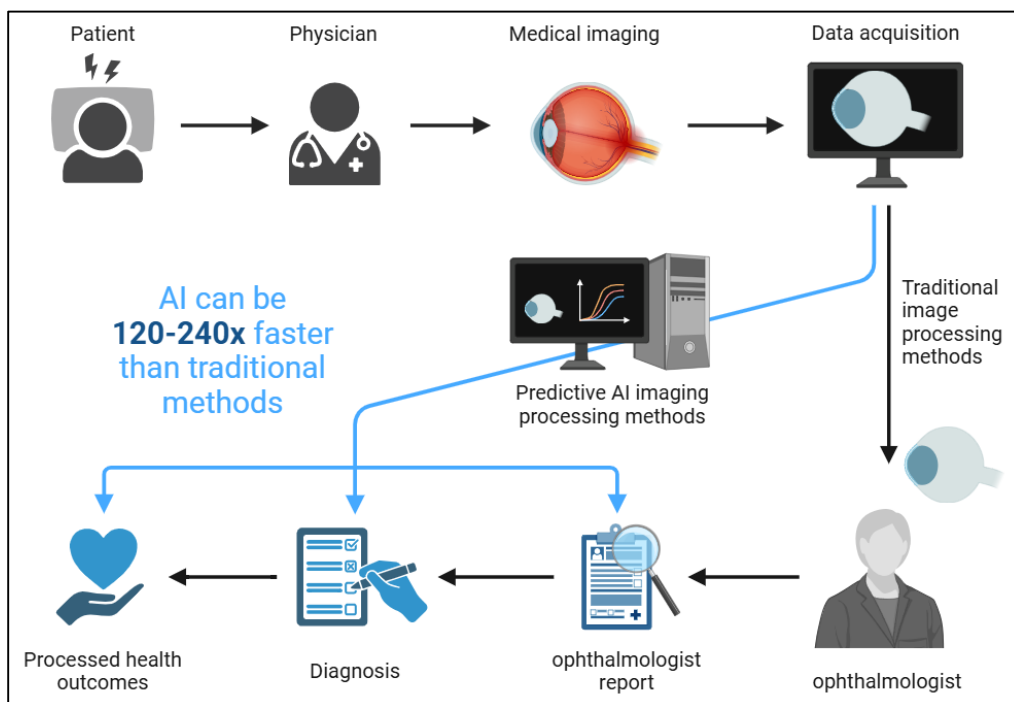 Patient
Physician
Medical imaging
Data acquisition
AI can be
120-240x faster
than traditional
methods
Predictive AI imaging
processing methods
Traditional
image
processing
methods
Processed health
outcomes
Diagnosis
ophthalmologist
report
ophthalmologist